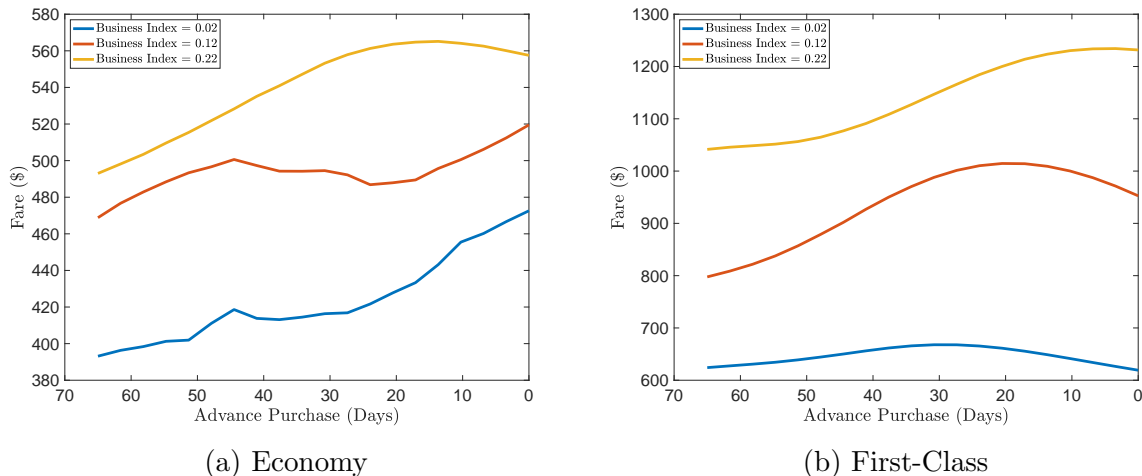 580
560
540
520
500
480
460
440
420
400
380
Fare ($)
Business Index = 0.02
Business Index = 0.12
Business Index = 0.22
70 60 50 40 30 20 10 0
Advance Purchase (Days)
(a) Economy
1300
1200
1000
900
800
700
600
Fare ($)
Business Index = 0.02
Business Index = 0.12
Business Index = 0.22
70 60 50 40 30 20 10 0
Advance Purchase (Days)
(b) First-Class